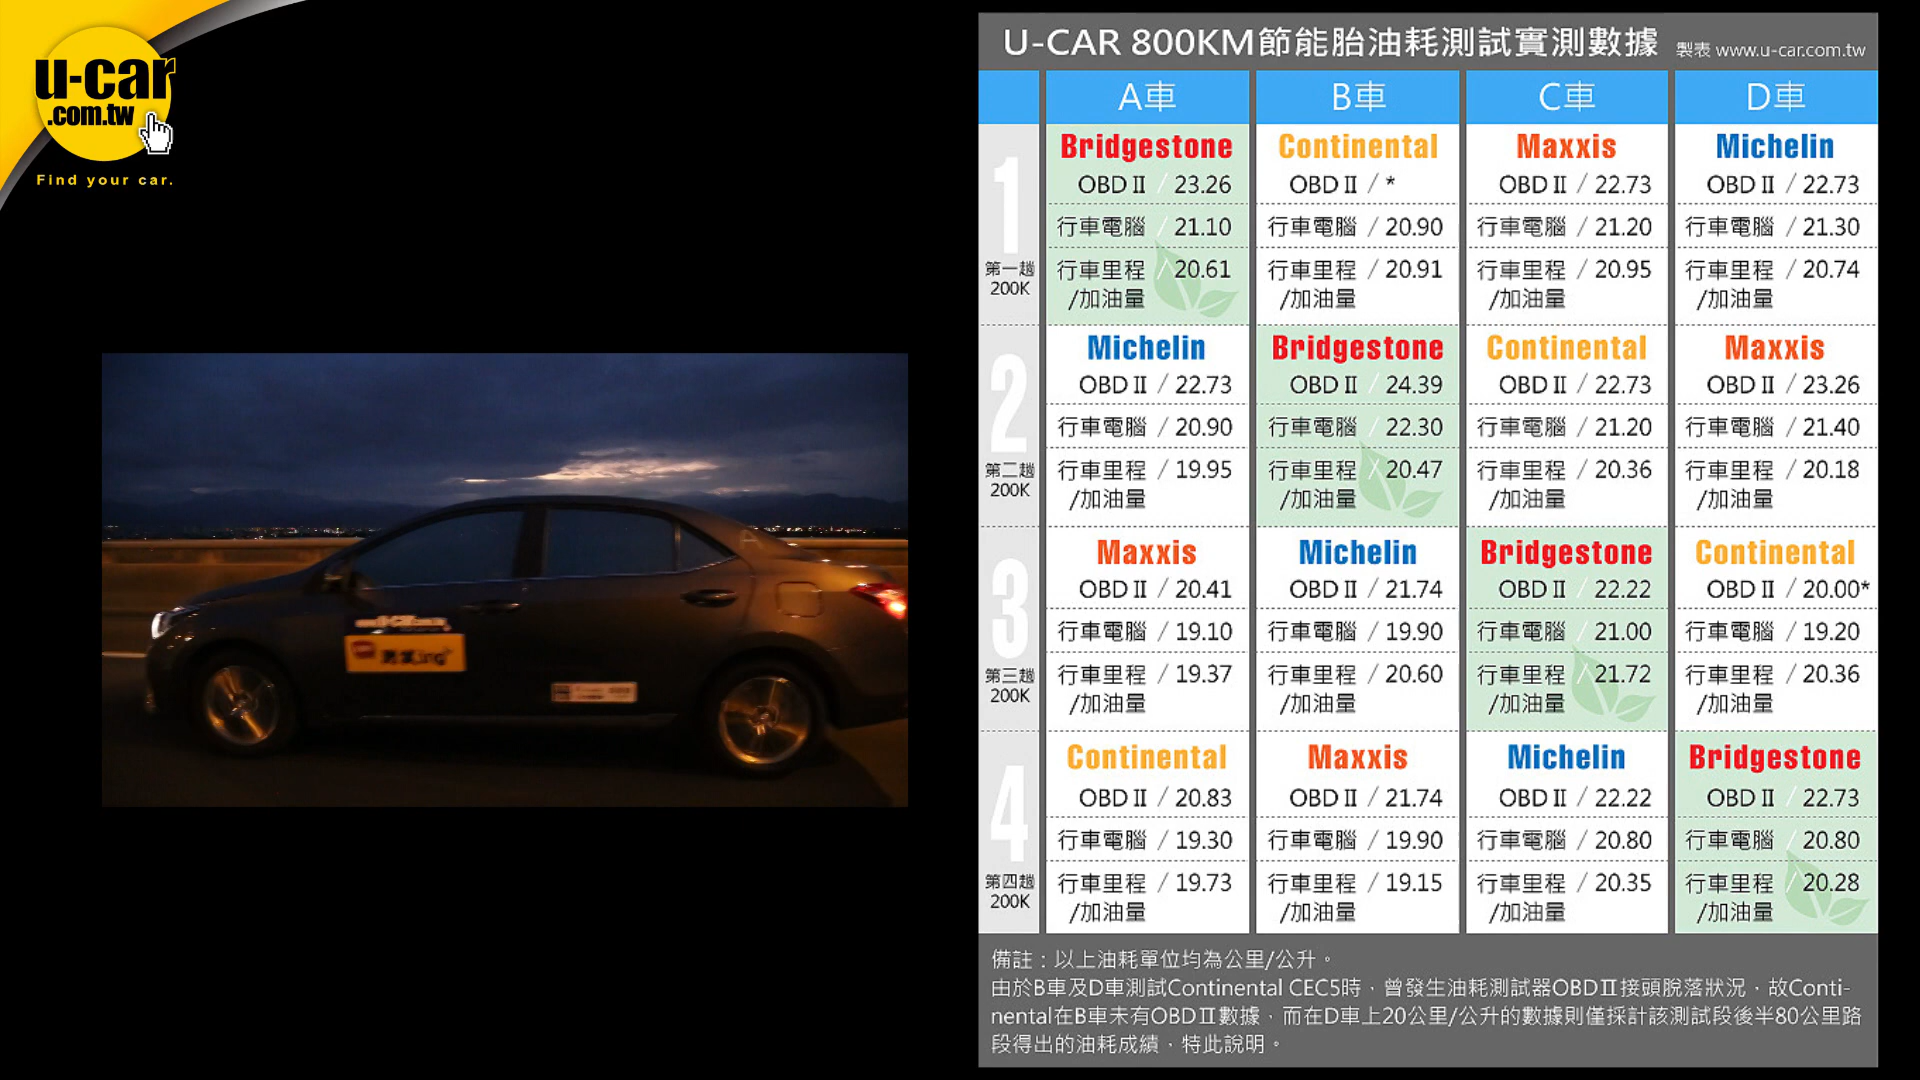 u-car
.com.tw
Find your car.
U-CAR 800KM節能胎油耗測試實測數據 製表 www.u-car.com.tw
A車 B車 C車 D車
1
第一趟
200K
Bridgestone
OBD II / 23.26
行車電腦 / 21.10
行車里程 / 20.61
/加油量
Continental
OBD II / *
行車電腦 / 20.90
行車里程 / 20.91
/加油量
Maxxis
OBD II / 22.73
行車電腦 / 21.20
行車里程 / 20.95
/加油量
Michelin
OBD II / 22.73
行車電腦 / 21.30
行車里程 / 20.74
/加油量
2
第二趟
200K
Michelin
OBD II / 22.73
行車電腦 / 20.90
行車里程 / 19.95
/加油量
Bridgestone
OBD II / 24.39
行車電腦 / 22.30
行車里程 / 20.47
/加油量
Continental
OBD II / 22.73
行車電腦 / 21.20
行車里程 / 20.36
/加油量
Maxxis
OBD II / 23.26
行車電腦 / 21.40
行車里程 / 20.18
/加油量
3
第三趟
200K
Maxxis
OBD II / 20.41
行車電腦 / 19.10
行車里程 / 19.37
/加油量
Michelin
OBD II / 21.74
行車電腦 / 19.90
行車里程 / 20.60
/加油量
Bridgestone
OBD II / 22.22
行車電腦 / 21.00
行車里程 / 21.72
/加油量
Continental
OBD II / 20.00*
行車電腦 / 19.20
行車里程 / 20.36
/加油量
4
第四趟
200K
Continental
OBD II / 20.83
行車電腦 / 19.30
行車里程 / 19.73
/加油量
Maxxis
OBD II / 21.74
行車電腦 / 19.90
行車里程 / 19.15
/加油量
Michelin
OBD II / 22.22
行車電腦 / 20.80
行車里程 / 20.35
/加油量
Bridgestone
OBD II / 22.73
行車電腦 / 20.80
行車里程 / 20.28
/加油量
備註：以上油耗單位均為公里/公升。
由於B車及D車測試Continental CEC5時，曾發生油耗測試器OBDⅡ接頭脫落狀況，故Conti-
nental在B車未有OBDⅡ數據，而在D車上20公里/公升的數據則僅採計該測試段後半80公里路
段得出的油耗成績，特此說明。